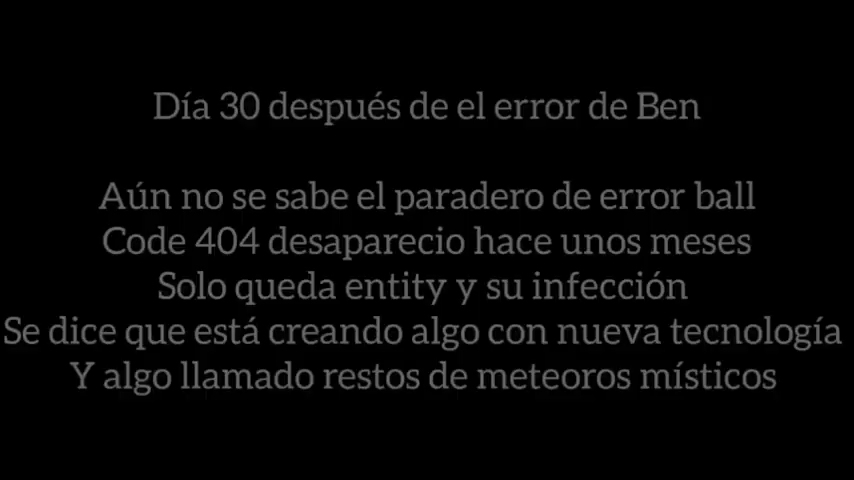 Día 30 después de el error de Ben
Aún no se sabe el paradero de error ball
Code 404 desaparecio hace unos meses
Solo queda entity y su infección
Se dice que está creando algo con nueva tecnología
Y algo llamado restos de meteoros místicos